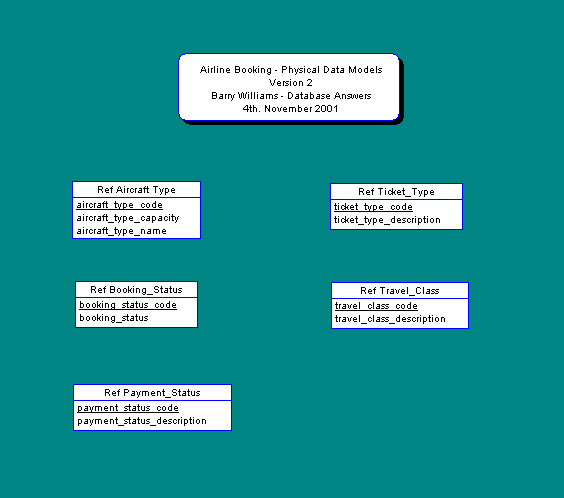 Airline Booking - Physical Data Models
Version 2
Barry Williams - Database Answers
4th. November 2001
Ref Aircraft Type
aircraft_type_code
aircraft_type_capacity
aircraft_type_name
Ref Ticket_Type
ticket_type_code
ticket_type_description
Ref Booking_Status
booking_status_code
booking_status
Ref Travel_Class
travel_class_code
travel_class_description
Ref Payment_Status
payment_status_code
payment_status_description